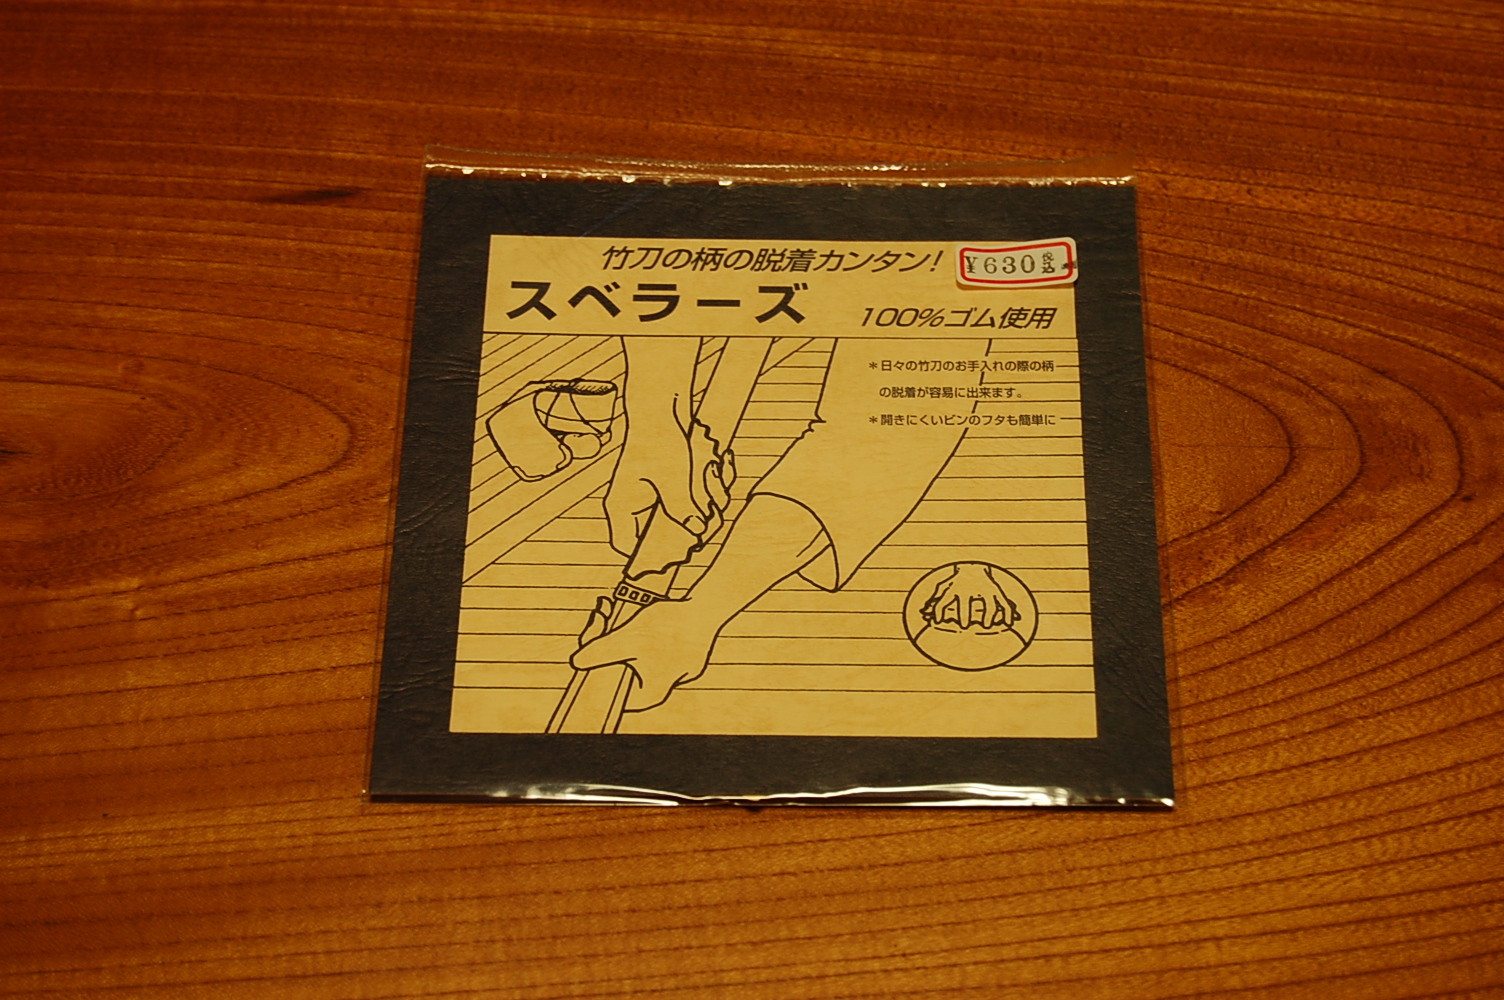 竹刀の柄の脱着カンタン!
¥630税込
スベラーズ
100%ゴム使用
*日々の竹刀のお手入れの際の柄
の脱着が容易に出来ます。
*開きにくいビンのフタも簡単に